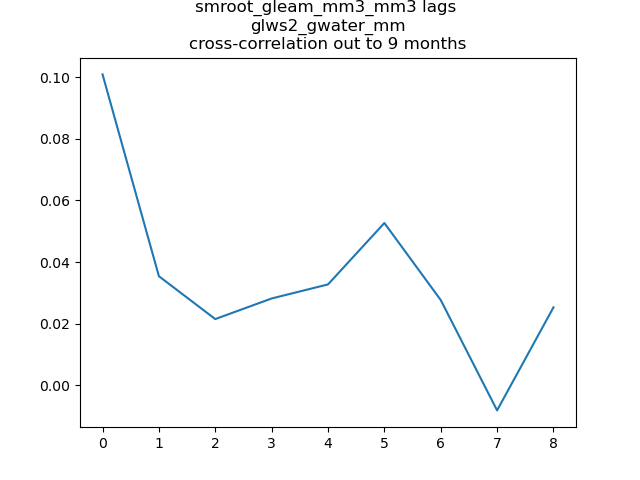 smroot_gleam_mm3_mm3 lags
glws2_gwater_mm
cross-correlation out to 9 months
0.10
0.08
0.06
0.04
0.02
0.00
0 1 2 3 4 5 6 7 8